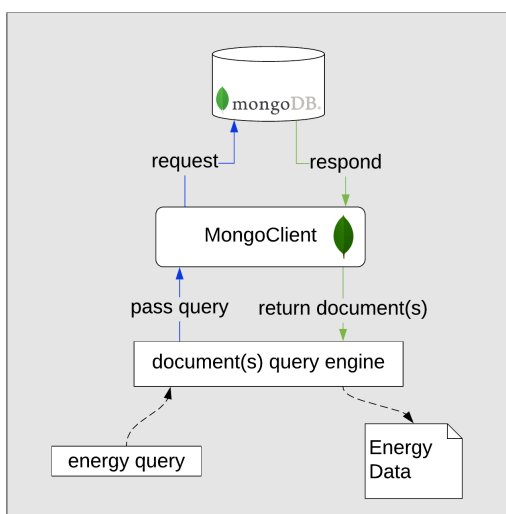 mongoDB.
request
respond
MongoClient
pass query
return document(s)
document(s) query engine
energy query
Energy
Data